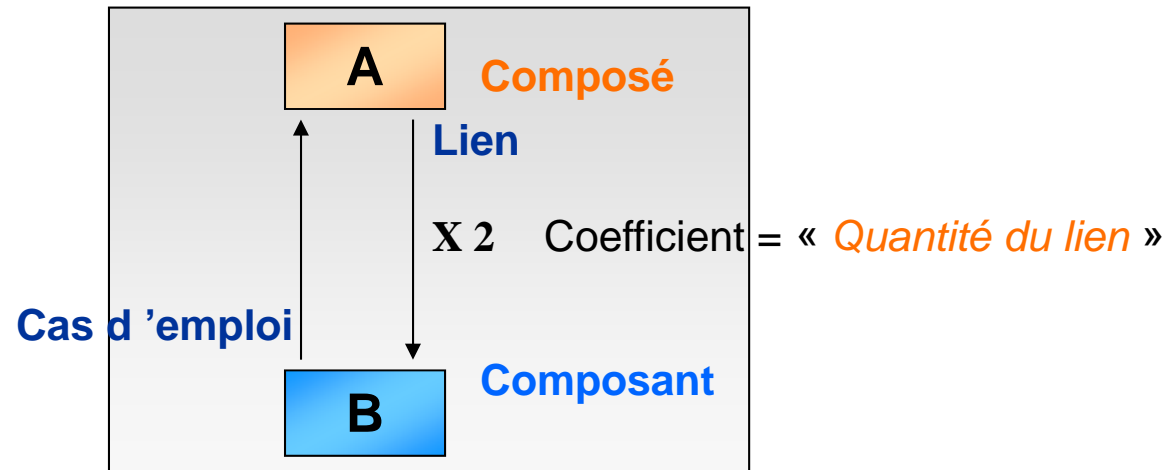 A
Composé
Lien
X 2 Coefficient = « Quantité du lien »
Cas d ’emploi
Composant
B